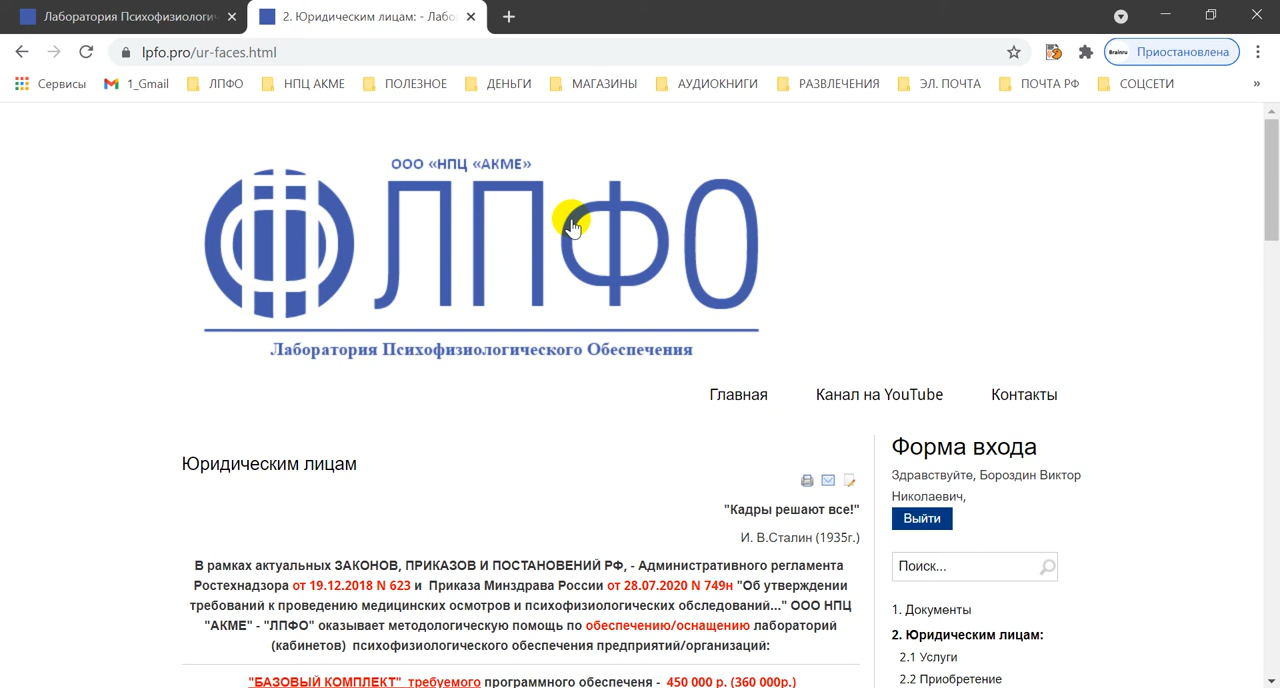 Лаборатория Психофизиологи
2. Юридическим лицам: - Лабо
lpfo.pro/ur-faces.html
Brainru Приостановлена
Сервисы 1_Gmail ЛПФО НПЦ АКМЕ ПОЛЕЗНОЕ ДЕНЬГИ МАГАЗИНЫ АУДИОКНИГИ РАЗВЛЕЧЕНИЯ ЭЛ. ПОЧТА ПОЧТА РФ СОЦСЕТИ »
ООО «НПЦ «АКМЕ»
ЛПФО
Лаборатория Психофизиологического Обеспечения
Главная Канал на YouTube Контакты
Юридическим лицам
"Кадры решают все!"
И. В.Сталин (1935г.)
В рамках актуальных ЗАКОНОВ, ПРИКАЗОВ И ПОСТАНОВЕНИЙ РФ, - Административного регламента
Ростехнадзора от 19.12.2018 N 623 и Приказа Минздрава России от 28.07.2020 N 749н "Об утверждении
требований к проведению медицинских осмотров и психофизиологических обследований..." ООО НПЦ
"АКМЕ" - "ЛПФО" оказывает методологическую помощь по обеспечению/оснащению лабораторий
(кабинетов) психофизиологического обеспечения предприятий/организаций:
"БАЗОВЫЙ КОМПЛЕКТ" требуемого программного обеспеченя - 450 000 р. (360 000р.)
Форма входа
Здравствуйте, Бороздин Виктор
Николаевич,
Выйти
Поиск...
1. Документы
2. Юридическим лицам:
2.1 Услуги
2.2 Приобретение